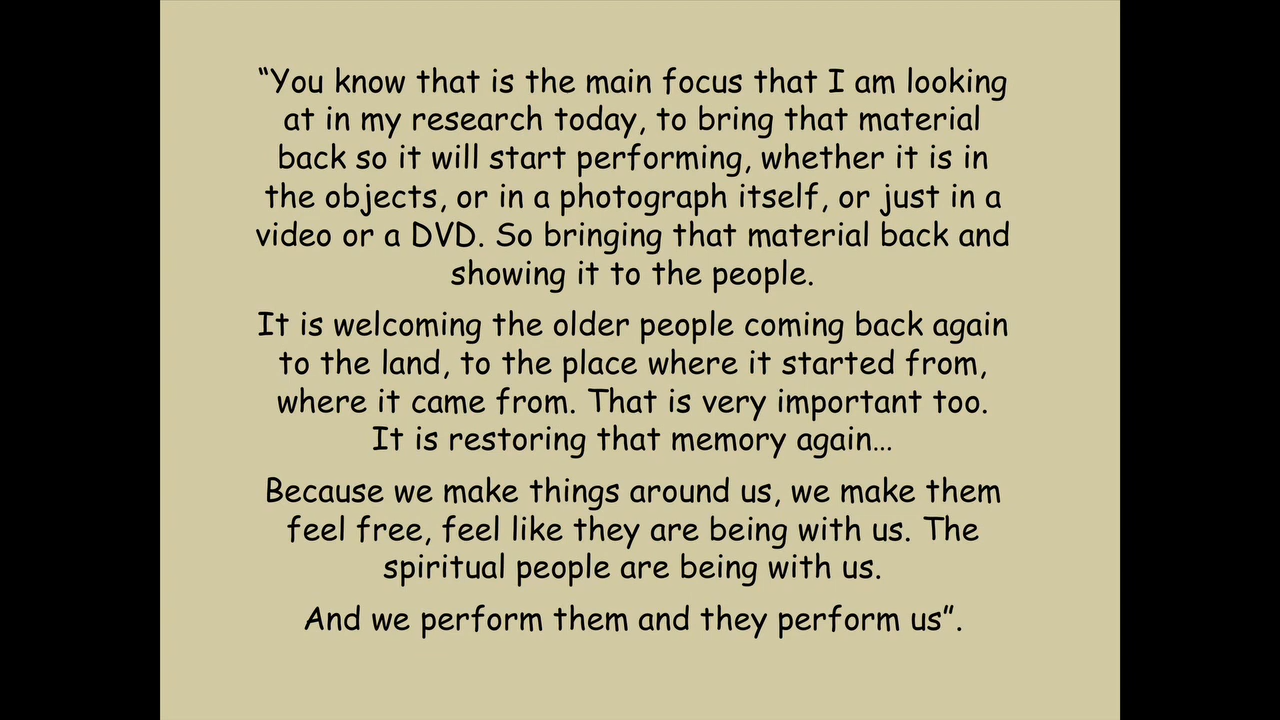 “You know that is the main focus that I am looking
at in my research today, to bring that material
back so it will start performing, whether it is in
the objects, or in a photograph itself, or just in a
video or a DVD. So bringing that material back and
showing it to the people.
It is welcoming the older people coming back again
to the land, to the place where it started from,
where it came from. That is very important too.
It is restoring that memory again…
Because we make things around us, we make them
feel free, feel like they are being with us. The
spiritual people are being with us.
And we perform them and they perform us”.